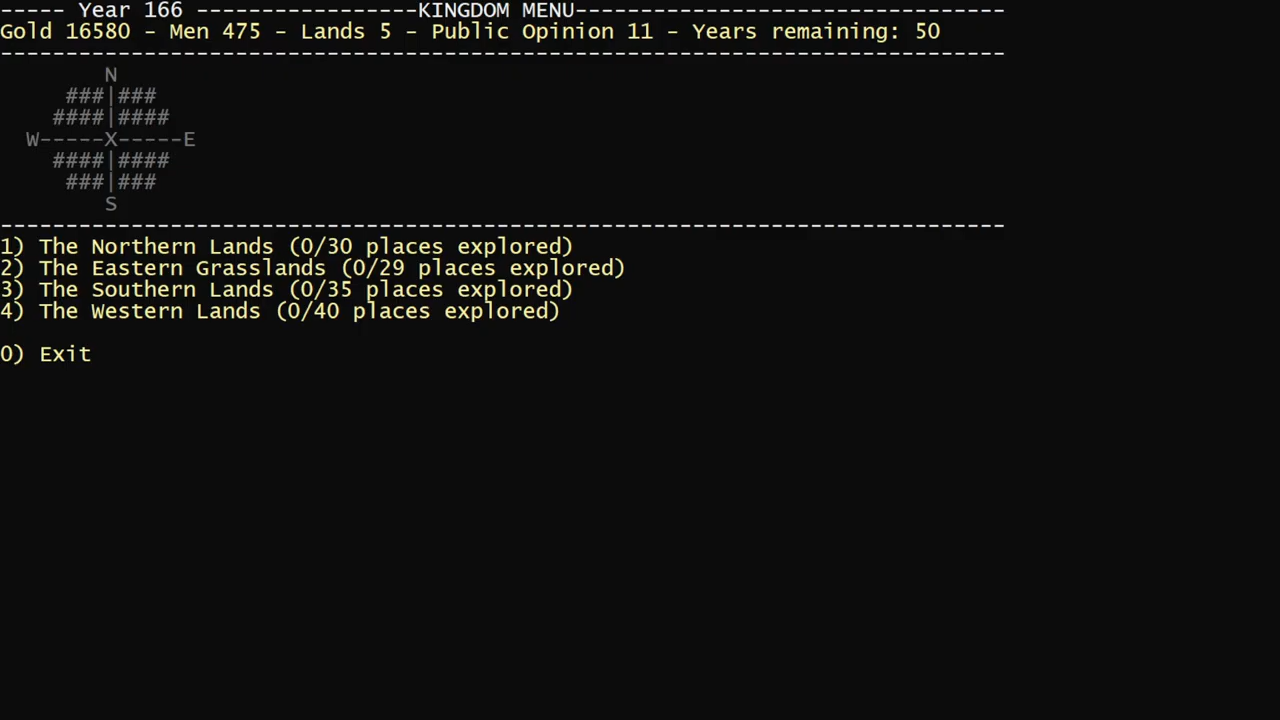 ----- Year 166 -----------------KINGDOM MENU---------------------------------
Gold 16580 - Men 475 - Lands 5 - Public Opinion 11 - Years remaining: 50
-----------------------------------------------------------------------------
N
###|###
####|####
W-----X-----E
####|####
###|###
S
-----------------------------------------------------------------------------
1) The Northern Lands (0/30 places explored)
2) The Eastern Grasslands (0/29 places explored)
3) The Southern Lands (0/35 places explored)
4) The Western Lands (0/40 places explored)
0) Exit